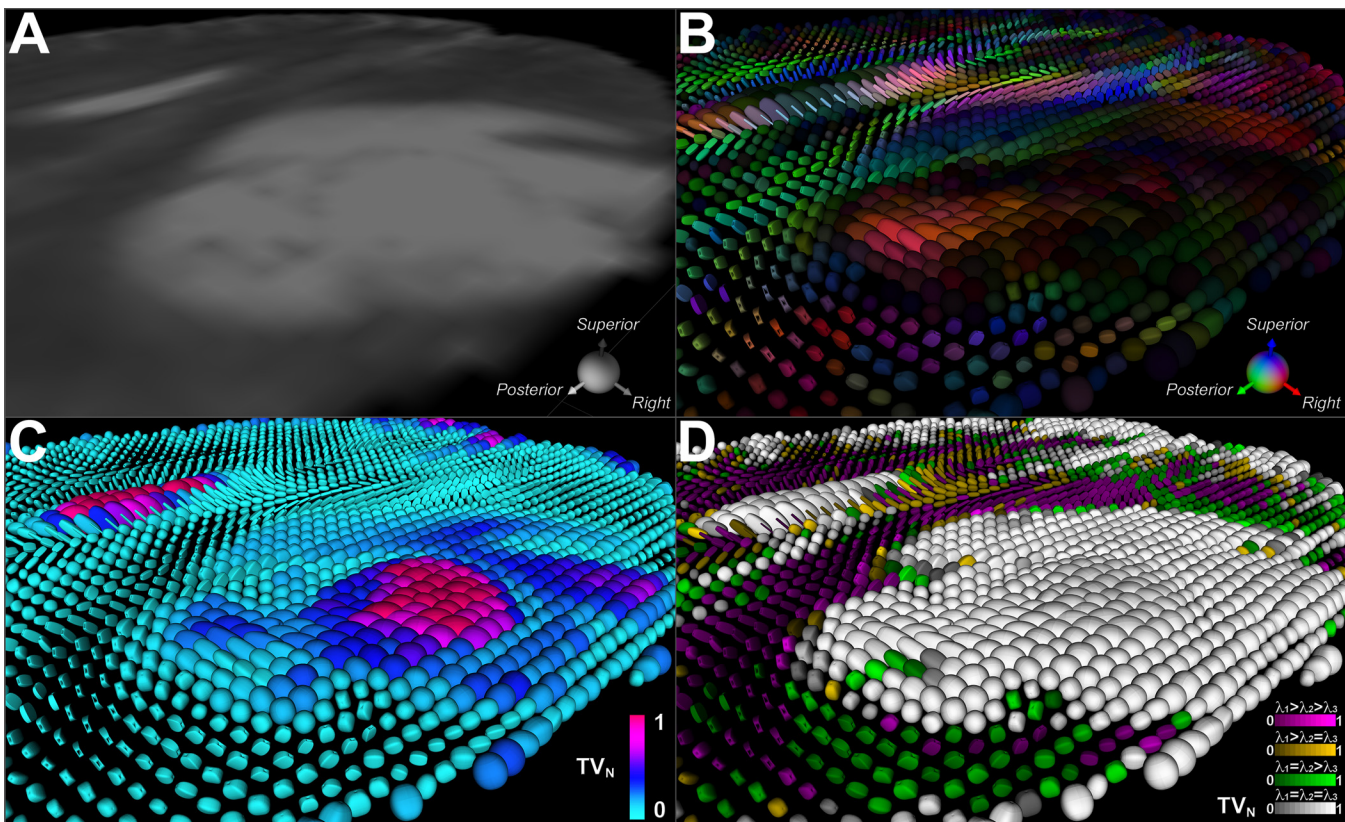 A
Superior
Posterior
Right
B
Superior
Posterior
Right
C
1
TV_N
0
D
λ₁>λ₂>λ₃
0 1
λ₁>λ₂=λ₃
0 1
λ₁=λ₂>λ₃
0 1
λ₁=λ₂=λ₃
TV_N 0 1